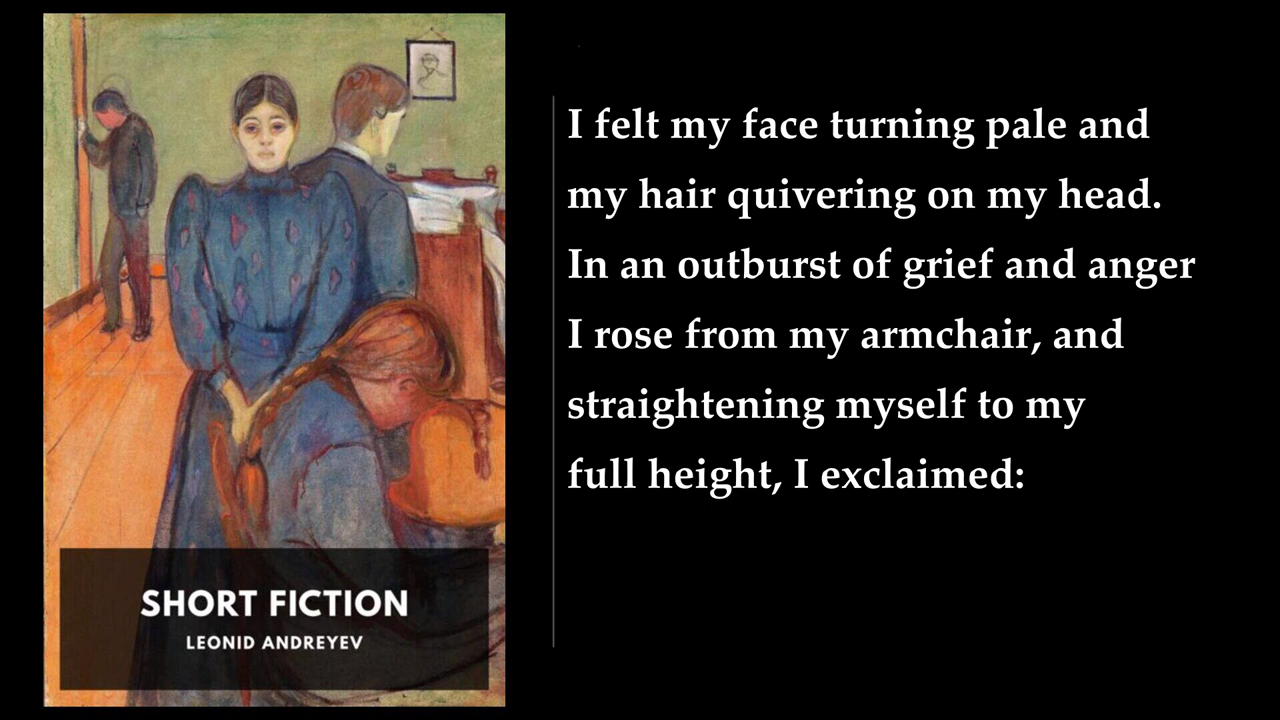 I felt my face turning pale and
my hair quivering on my head.
In an outburst of grief and anger
I rose from my armchair, and
straightening myself to my
full height, I exclaimed:
SHORT FICTION
LEONID ANDREYEV